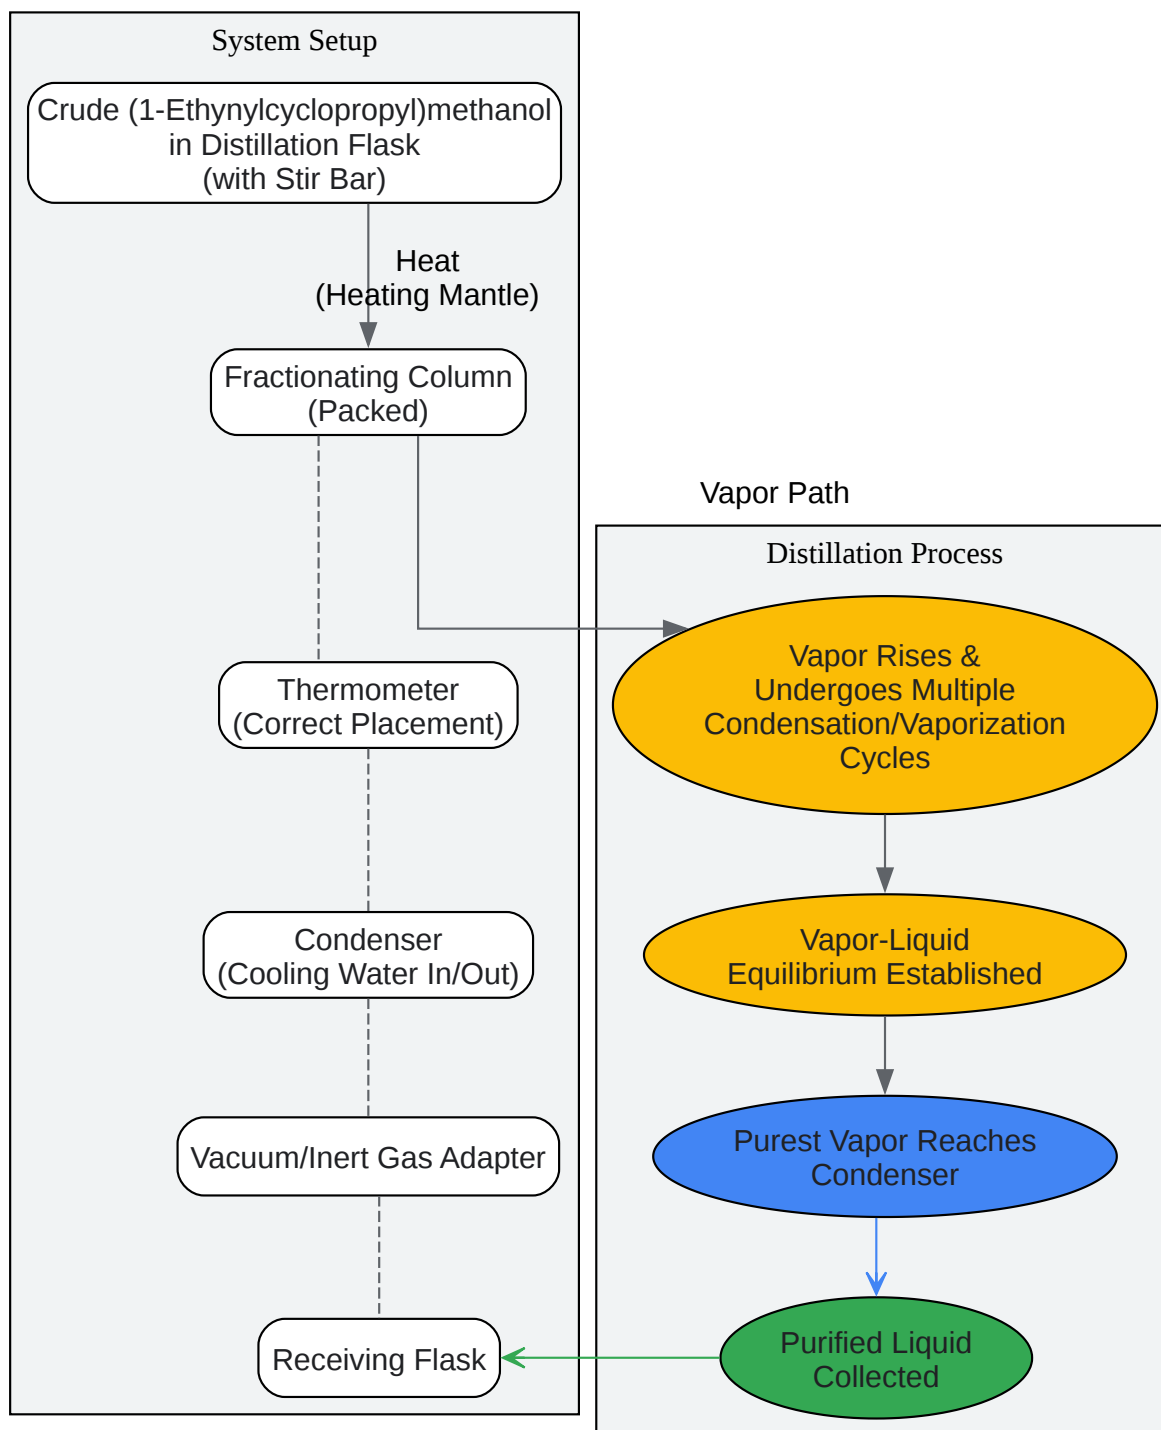 System Setup
Crude (1-Ethynylcyclopropyl)methanol
in Distillation Flask
(with Stir Bar)
Heat
(Heating Mantle)
Fractionating Column
(Packed)
Thermometer
(Correct Placement)
Condenser
(Cooling Water In/Out)
Vacuum/Inert Gas Adapter
Receiving Flask
Vapor Path
Distillation Process
Vapor Rises &
Undergoes Multiple
Condensation/Vaporization
Cycles
Vapor-Liquid
Equilibrium Established
Purest Vapor Reaches
Condenser
Purified Liquid
Collected